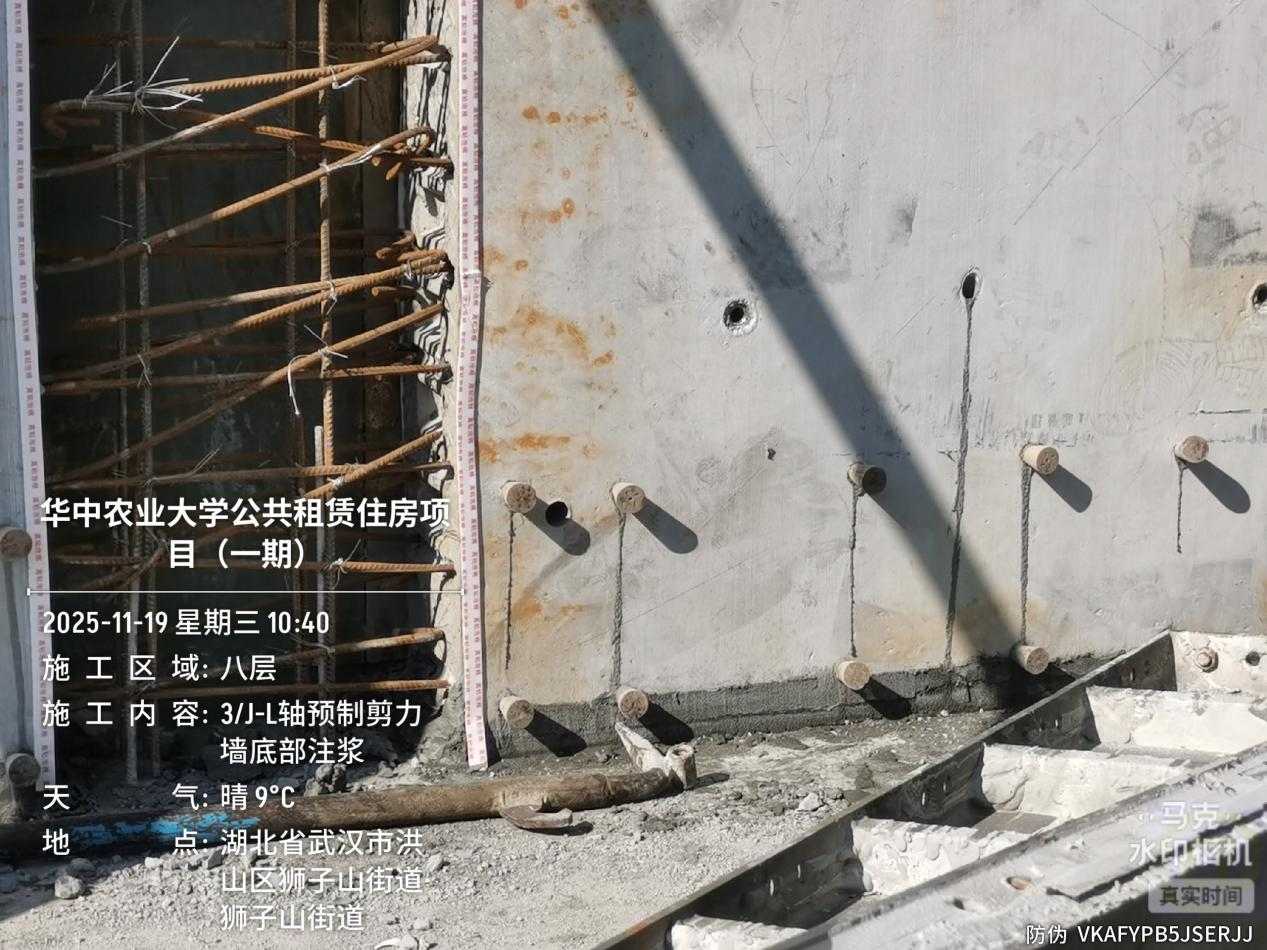 华中农业大学公共租赁住房项
目（一期）
2025-11-19 星期三 10:40
施工区域: 八层
施工内容: 3/J-L轴预制剪力
墙底部注浆
天气: 晴 9°C
地点: 湖北省武汉市洪
山区狮子山街道·
狮子山街道
马克
水印相机
真实时间
防伪 VKAFYPB5JSERJJ